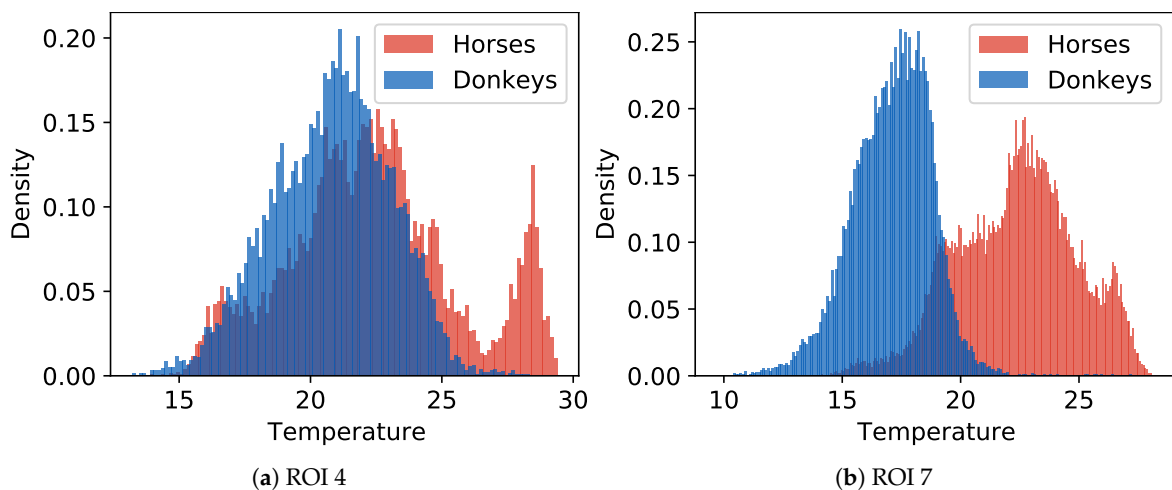 Horses
Donkeys
0.20
0.15
0.10
0.05
0.00
Density
15 20 25 30
Temperature
(a) ROI 4
Horses
Donkeys
0.25
0.20
0.15
0.10
0.05
0.00
Density
10 15 20 25
Temperature
(b) ROI 7